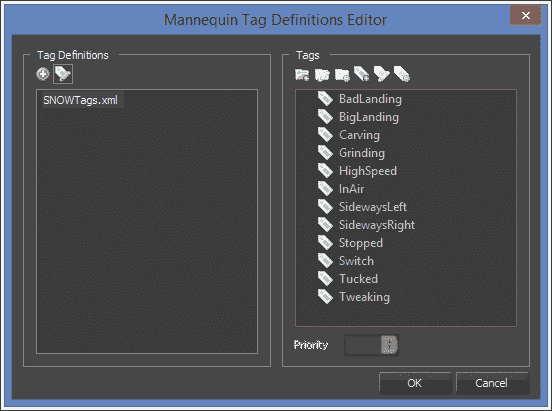 Mannequin Tag Definitions Editor
Tag Definitions
SNOWTags.xml
Tags
BadLanding
BigLanding
Carving
Grinding
HighSpeed
InAir
SidewaysLeft
SidewaysRight
Stopped
Switch
Tucked
Tweaking
Priority
OK
Cancel